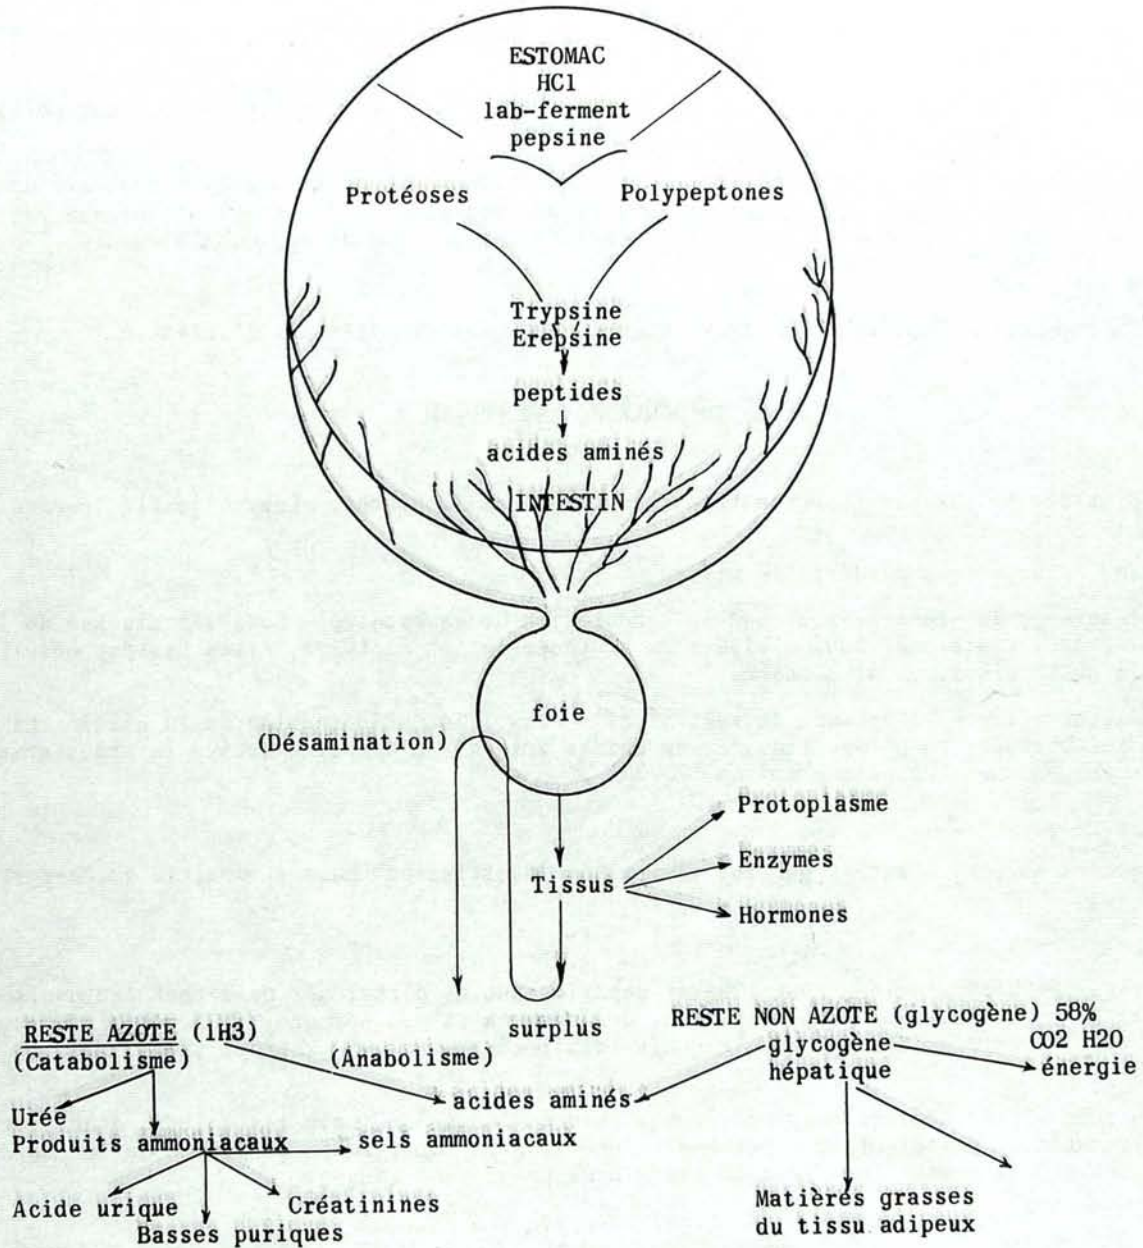 ESTOMAC
HCl
lab-ferment
pepsine
Protéoses
Polypeptones
Trypsine
Erepsine
peptides
acides aminés
INTESTIN
foie
(Désamination)
Protoplasme
Enzymes
Tissus
Hormones
surplus
RESTE AZOTE (lH3)
(Catabolisme)
(Anabolisme)
RESTE NON AZOTE (glycogène) 58%
glycogène
hépatique
CO2 H2O
énergie
acides aminés
Urée
Produits ammoniacaux
sels ammoniacaux
Acide urique
Créatinines
Basses puriques
Matières grasses
du tissu adipeux